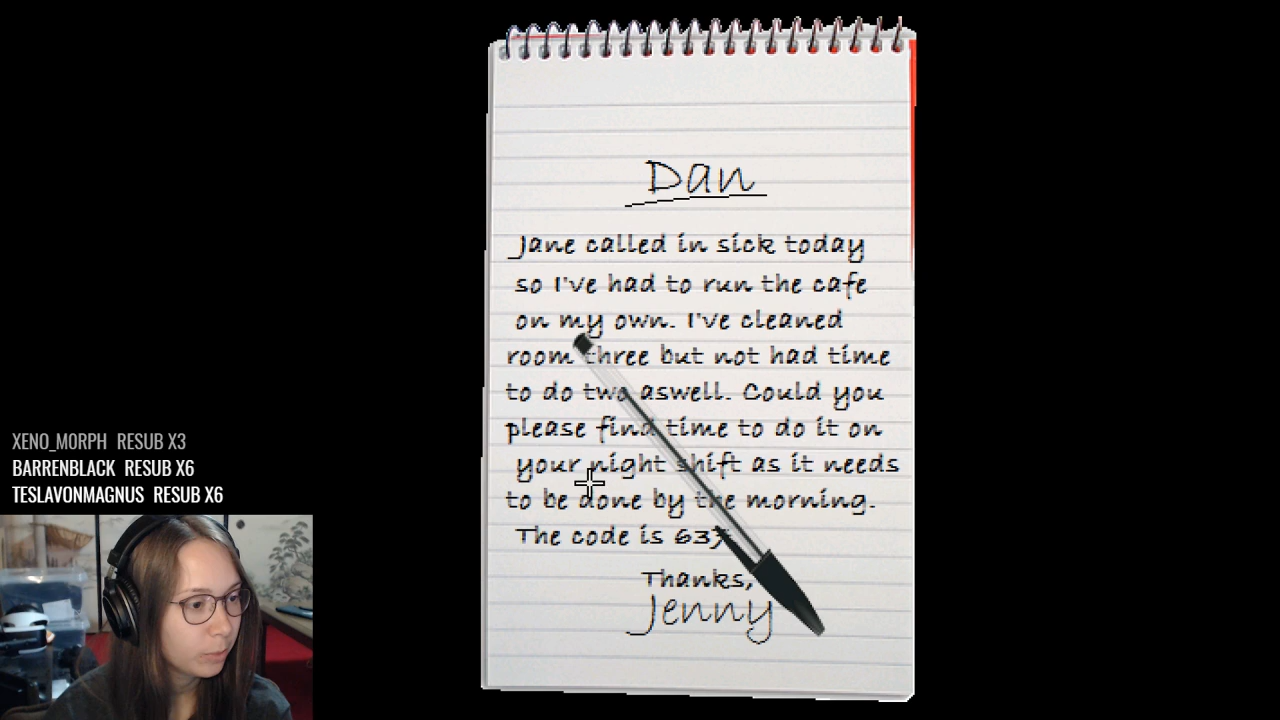 Dan
Jane called in sick today
so I've had to run the cafe
on my own. I've cleaned
room three but not had time
to do two aswell. Could you
please find time to do it on
your night shift as it needs
to be done by the morning.
The code is
Thanks,
Jenny
XENO_MORPH RESUB X3
BARRENBLACK RESUB X6
TESLAVONMAGNUS RESUB X6